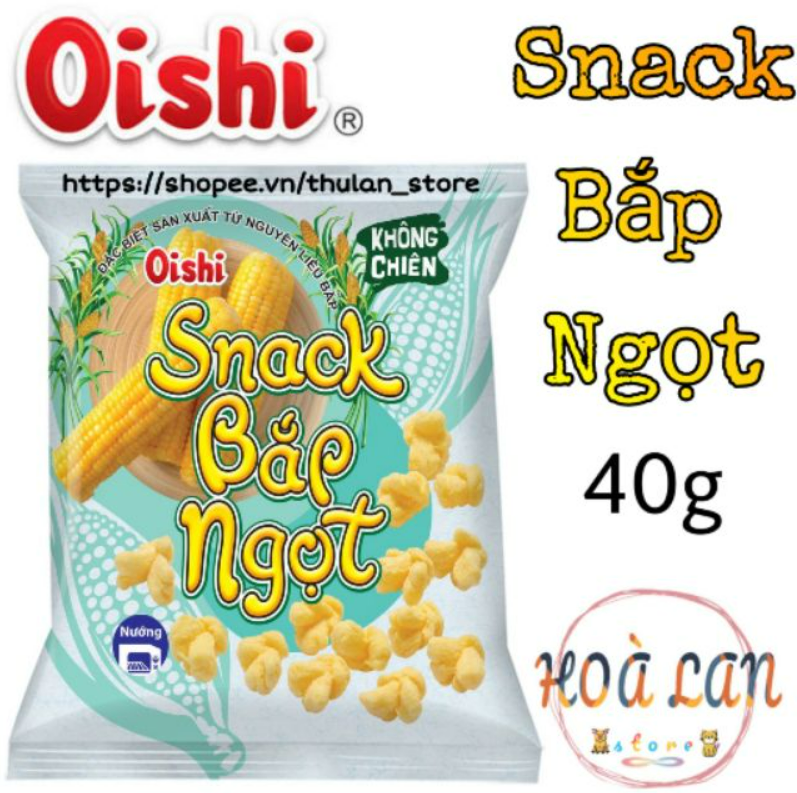 Oishi ®
Snack
Bắp
Ngọt
40g
https://shopee.vn/thulan_store
ĐẶC BIỆT SẢN XUẤT TỪ NGUYÊN LIỆU BẮP
KHÔNG
CHIÊN
Oishi
Snack
Bắp
Ngọt
Nướng
HOÀ LAN
store